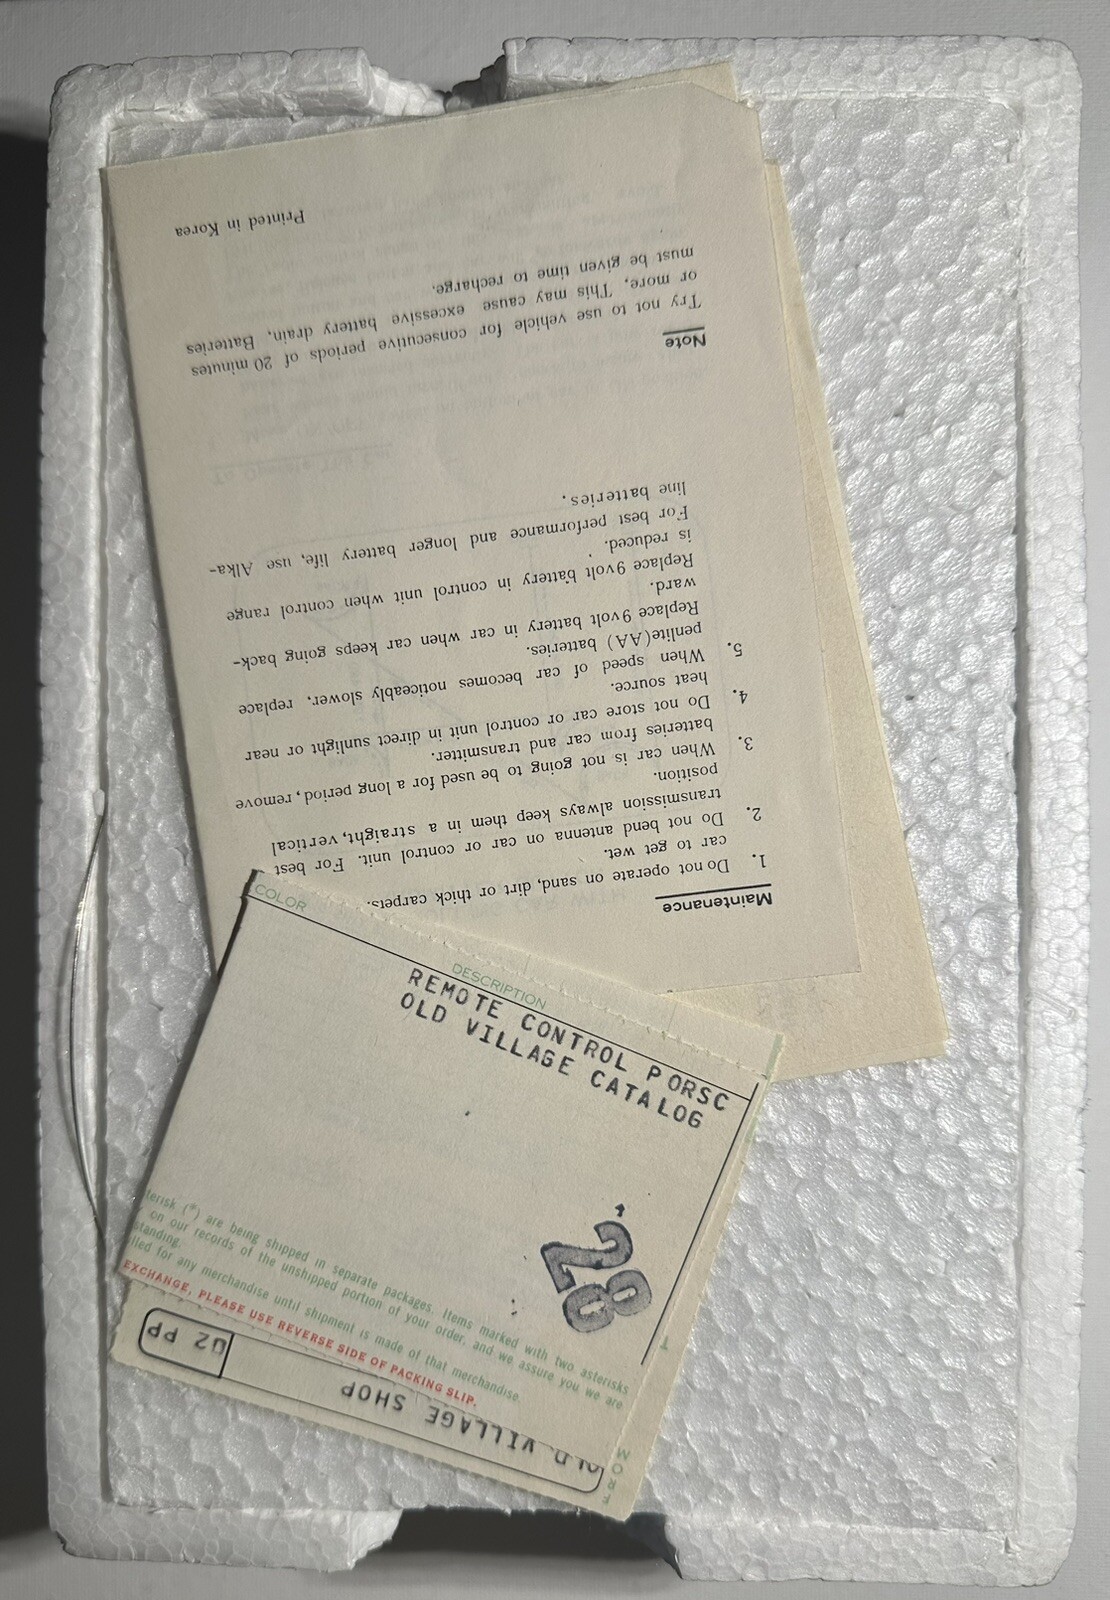 Maintenance
1. Do not operate on sand, dirt or thick carpets.
car to get wet.
2. Do not bend antenna on car or control unit. For best
transmission always keep them in a straight, vertical
position.
3. When car is not going to be used for a long period, remove
batteries from car and transmitter.
4. Do not store car or control unit in direct sunlight or near
heat source.
5. When speed of car becomes noticeably slower, replace
penlite(AA) batteries.
Replace 9volt battery in car when car keeps going back-
ward.
Replace 9volt battery in control unit when control range
is reduced.
For best performance and longer battery life, use Alka-
line batteries.
Note
Try not to use vehicle for consecutive periods of 20 minutes
or more, This may cause excessive battery drain. Batteries
must be given time to recharge.
Printed in Korea
COLOR
DESCRIPTION
REMOTE CONTROL PORSC
OLD VILLAGE CATALOG
28
terisk (*) are being shipped in separate packages. Items marked with two asterisks
on our records of the unshipped portion of your order, and we assure you we are
standing.
lled for any merchandise until shipment is made of that merchandise.
EXCHANGE, PLEASE USE REVERSE SIDE OF PACKING SLIP.
OLD VILLAGE SHOP
02 PP